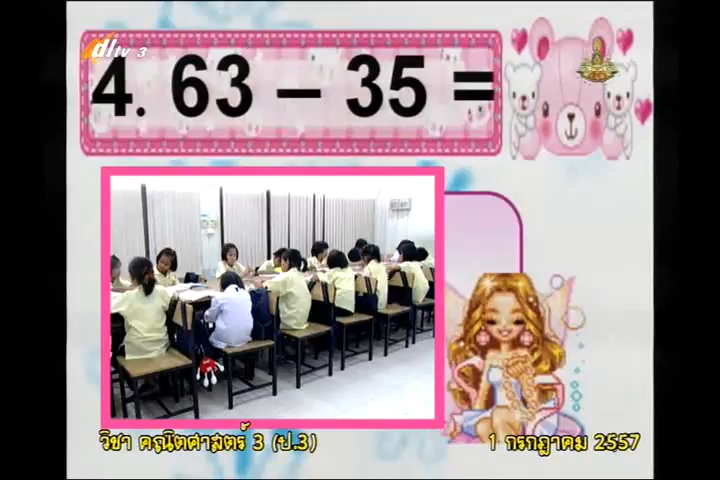 dltv 3
4. 63 – 35 =
วิชา คณิตศาสตร์ 3 (ป.3)
1 กรกฎาคม 2557